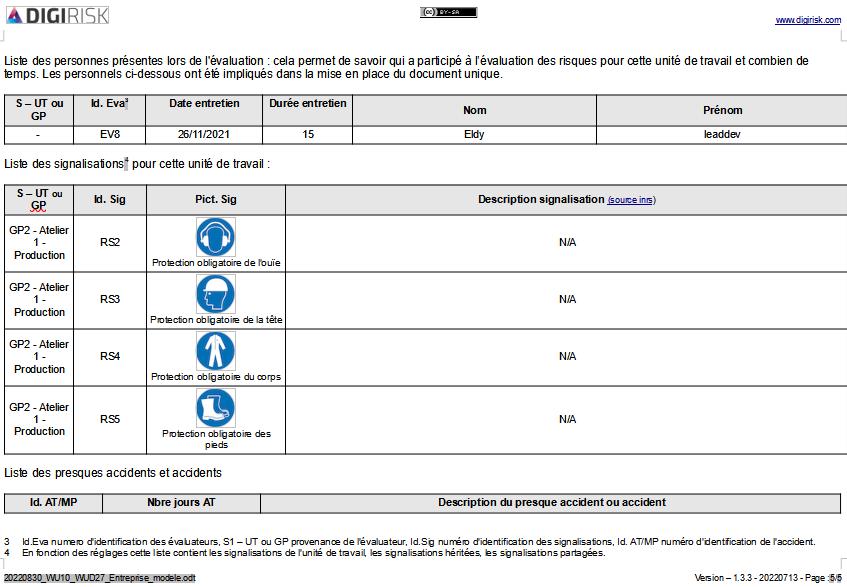 DIGIRISK
cc BY-SA
www.digirisk.com
Liste des personnes présentes lors de l'évaluation : cela permet de savoir qui a participé à l'évaluation des risques pour cette unité de travail et combien de
temps. Les personnels ci-dessous ont été impliqués dans la mise en place du document unique.
S – UT ou GP Id. Eva3 Date entretien Durée entretien Nom Prénom
- EV8 26/11/2021 15 Eldy leaddev
Liste des signalisations4 pour cette unité de travail :
S – UT ou GP Id. Sig Pict. Sig Description signalisation (source inrs)
GP2 - Atelier 1 - Production RS2 Protection obligatoire de l'ouïe N/A
GP2 - Atelier 1 - Production RS3 Protection obligatoire de la tête N/A
GP2 - Atelier 1 - Production RS4 Protection obligatoire du corps N/A
GP2 - Atelier 1 - Production RS5 Protection obligatoire des pieds N/A
Liste des presques accidents et accidents
Id. AT/MP Nbre jours AT Description du presque accident ou accident
3 Id.Eva numero d'identification des évaluateurs, S1 – UT ou GP provenance de l'évaluateur, Id.Sig numéro d'identification des signalisations, Id. AT/MP numéro d'identification de l'accident.
4 En fonction des réglages cette liste contient les signalisations de l'unité de travail, les signalisations héritées, les signalisations partagées.
20220830_WU10_WUD27_Entreprise_modele.odt
Version – 1.3.3 - 20220713 - Page :5/5